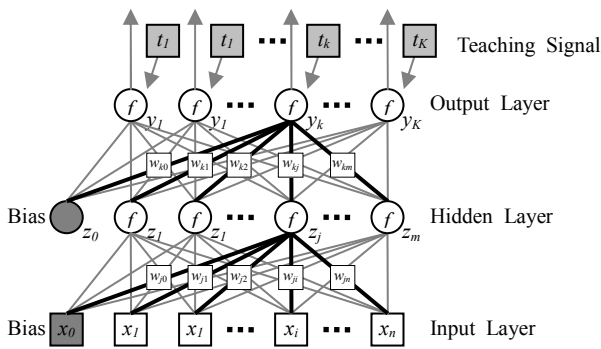 t1 t1 ··· tk ··· tK Teaching Signal
f f ··· f ··· f Output Layer
y1 y1 yk yK
wk0 wk1 wk2 wkj wkm
Bias f f ··· f ··· f Hidden Layer
z0 z1 z1 zj zm
wj0 wj1 wj2 wji wjn
Bias x0 x1 x1 ··· xi ··· xn Input Layer